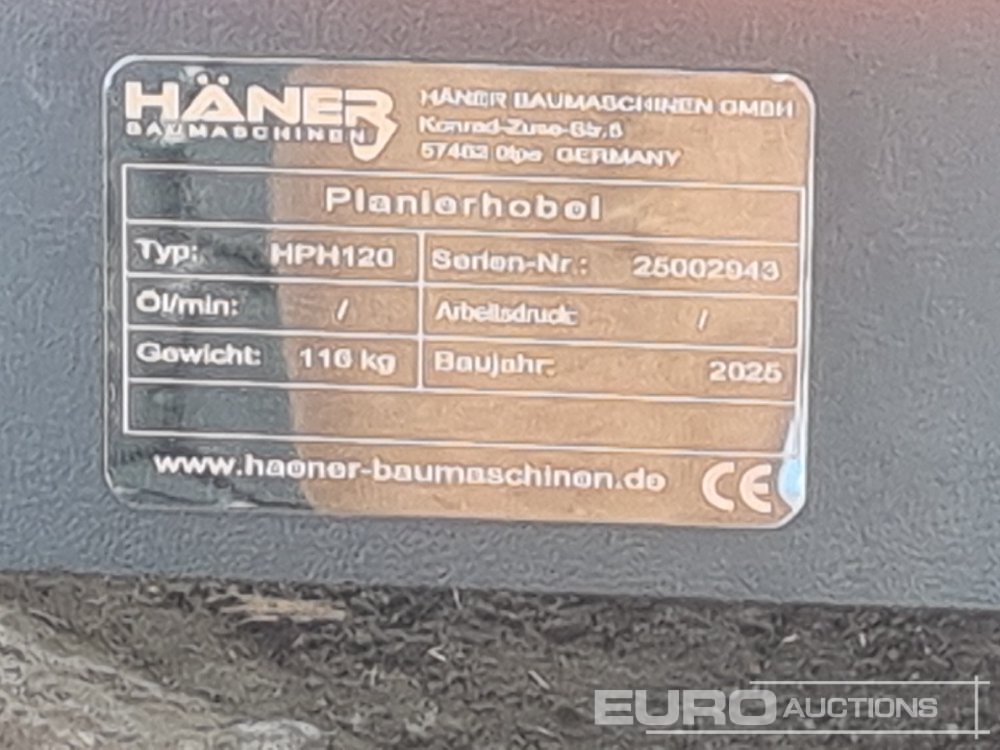 HÄNER
BAUMASCHINEN
HÄNER BAUMASCHINEN GMBH
Konrad-Zuse-Str.6
57462 Olpe GERMANY
Planierhobel
Typ: HPH120
Serien-Nr.: 25002943
Öl/min: /
Arbeitsdruck: /
Gewicht: 116 kg
Baujahr: 2025
www.haener-baumaschinen.de
CE
EURO AUCTIONS